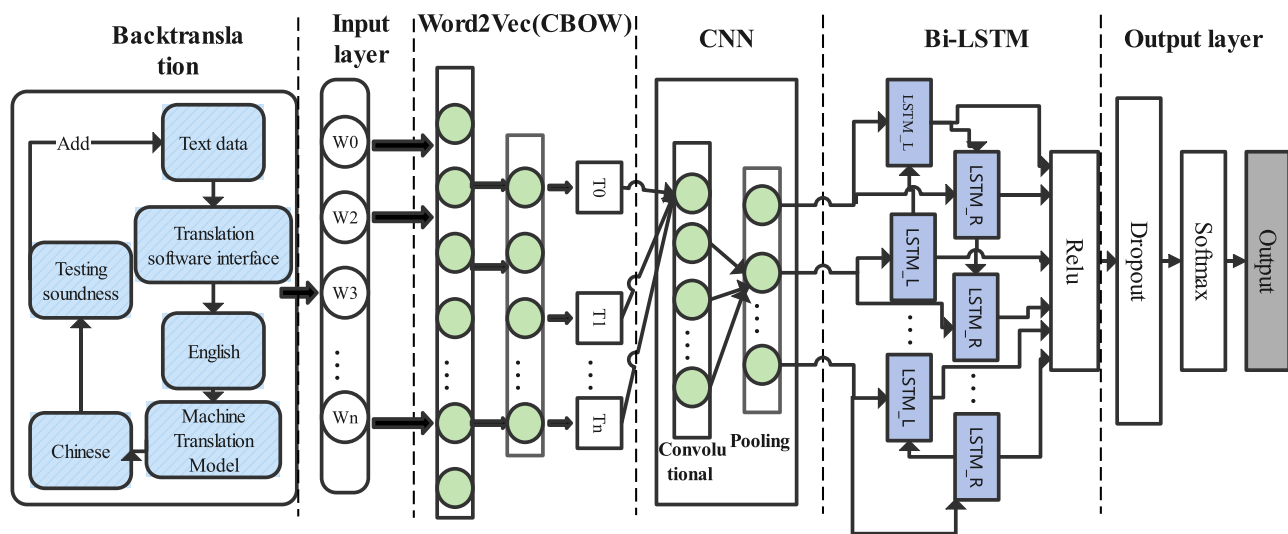 Backtransla
tion
Input
layer
Word2Vec(CBOW)
CNN
Bi-LSTM
Output layer
Add
Text data
Translation
software interface
Testing
soundness
English
Chinese
Machine
Translation
Model
W0
W2
W3
Wn
T0
T1
Tn
Convolu
tional
Pooling
LSTM_L
LSTM_R
LSTM_L
LSTM_R
LSTM_L
LSTM_R
Relu
Dropout
Softmax
Output